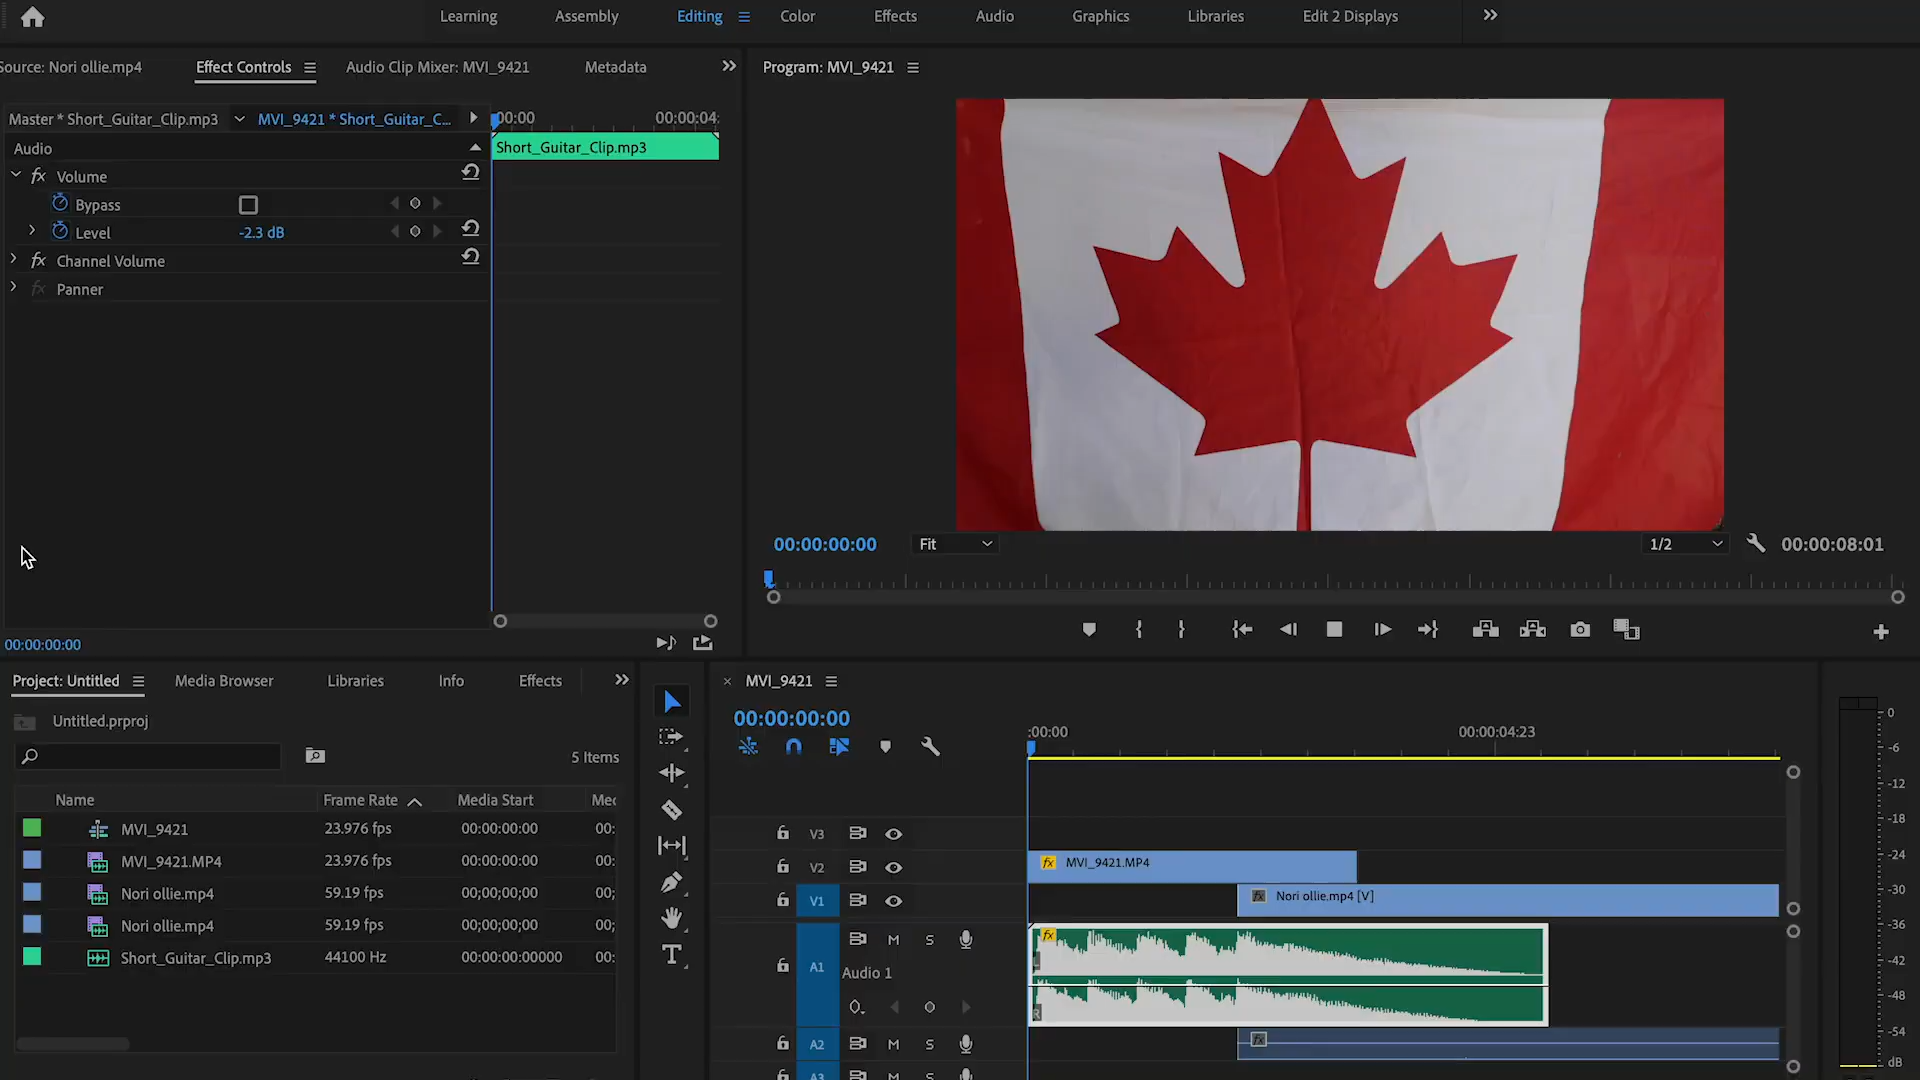 Learning Assembly Editing Color Effects Audio Graphics Libraries Edit 2 Displays
Source: Nori ollie.mp4 Effect Controls Audio Clip Mixer: MVI_9421 Metadata
Program: MVI_9421
Master * Short_Guitar_Clip.mp3 MVI_9421 * Short_Guitar_C...
:00:00 00:00:04:
Audio
Short_Guitar_Clip.mp3
fx Volume
Bypass
Level -2.3 dB
fx Channel Volume
fx Panner
00:00:00:00 Fit 1/2 00:00:08:01
00:00:00:00
Project: Untitled Media Browser Libraries Info Effects
Untitled.prproj
5 Items
Name Frame Rate Media Start Mec
MVI_9421 23.976 fps 00:00:00:00 00:
MVI_9421.MP4 23.976 fps 00:00:00:00 00:
Nori ollie.mp4 59.19 fps 00;00;00;00 00;
Nori ollie.mp4 59.19 fps 00;00;00;00 00;
Short_Guitar_Clip.mp3 44100 Hz 00:00:00:00000 00:
T
MVI_9421
00:00:00:00
:00:00 00:00:04:23
V3
V2 fx MVI_9421.MP4
V1 fx Nori ollie.mp4 [V]
A1 M S fx
Audio 1
L
R
A2 M S fx
A3 M S
0
-6
-12
-18
-24
-30
-36
-42
-48
-54
dB